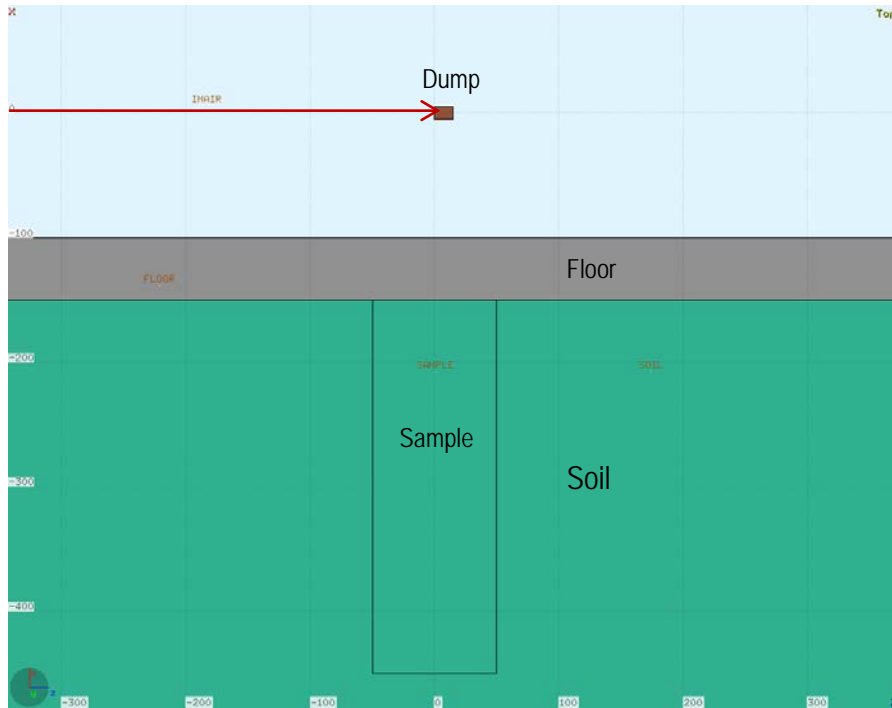 X
Top
Dump
INAIR
0
-100
Floor
FLOOR
-200
SAMPLE
SOIL
Sample
Soil
-300
-400
z
-300
-200
-100
0
100
200
300